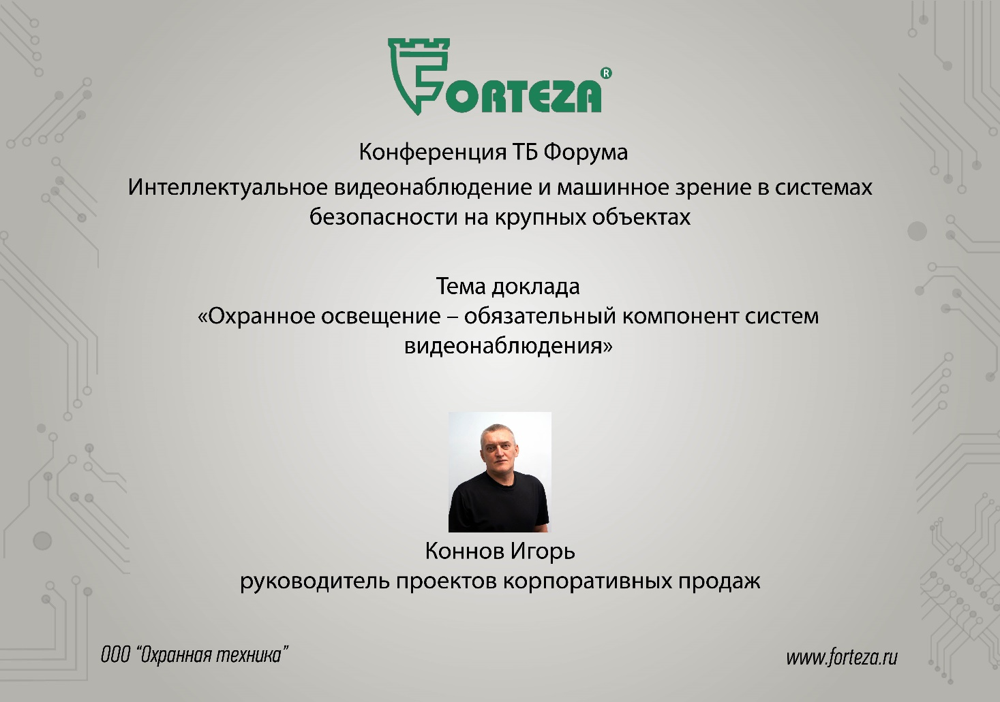 FORTEZA®
Конференция ТБ Форума
Интеллектуальное видеонаблюдение и машинное зрение в системах
безопасности на крупных объектах
Тема доклада
«Охранное освещение – обязательный компонент систем
видеонаблюдения»
Коннов Игорь
руководитель проектов корпоративных продаж
ООО “Охранная техника”
www.forteza.ru